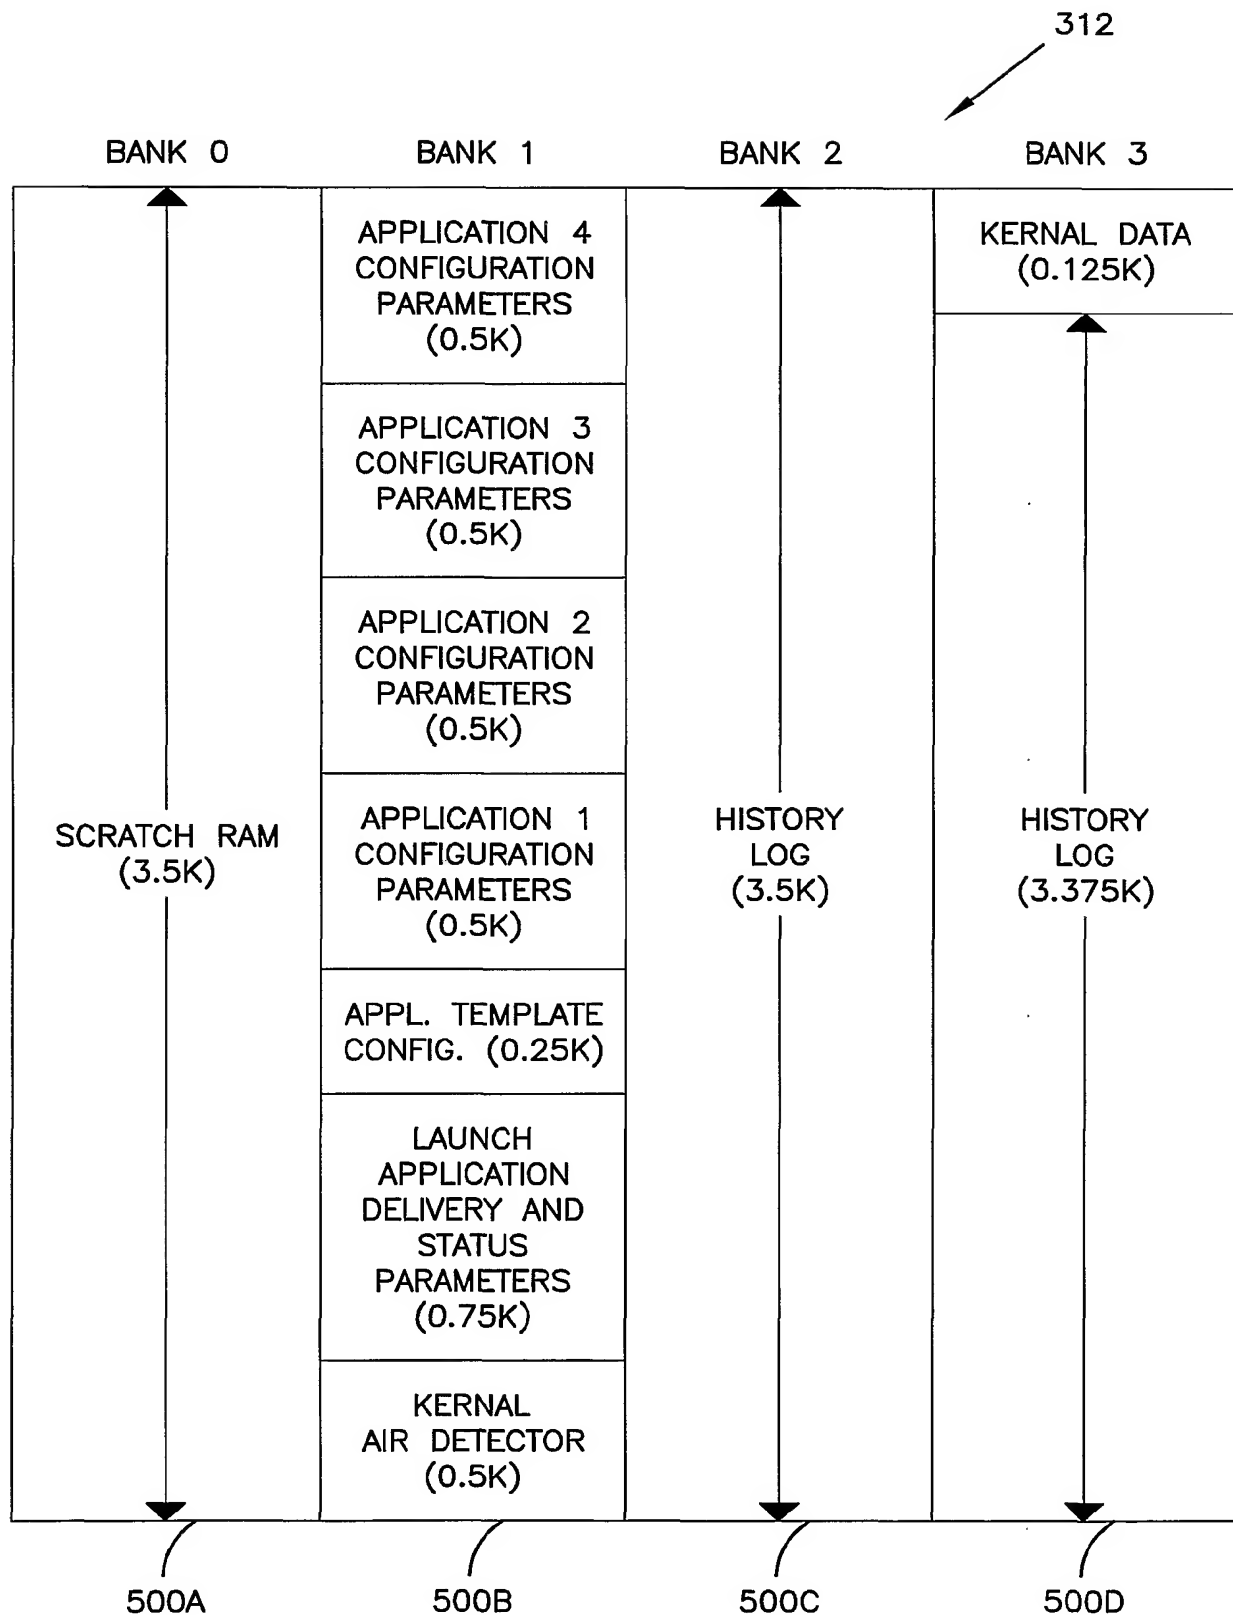 312
BANK 0
BANK 1
BANK 2
BANK 3
SCRATCH RAM
(3.5K)
APPLICATION 4
CONFIGURATION
PARAMETERS
(0.5K)
APPLICATION 3
CONFIGURATION
PARAMETERS
(0.5K)
APPLICATION 2
CONFIGURATION
PARAMETERS
(0.5K)
APPLICATION 1
CONFIGURATION
PARAMETERS
(0.5K)
APPL. TEMPLATE
CONFIG. (0.25K)
LAUNCH
APPLICATION
DELIVERY AND
STATUS
PARAMETERS
(0.75K)
KERNAL
AIR DETECTOR
(0.5K)
HISTORY
LOG
(3.5K)
KERNAL DATA
(0.125K)
HISTORY
LOG
(3.375K)
500A
500B
500C
500D